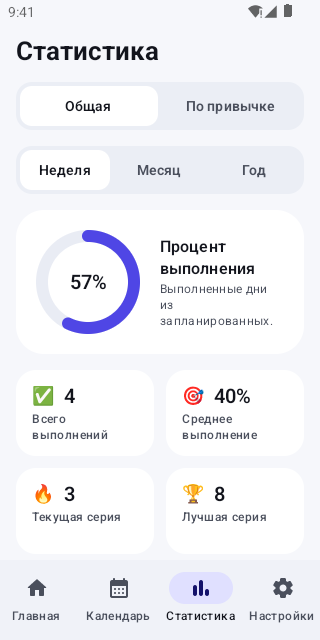 9:41
Статистика
Общая
По привычке
Неделя
Месяц
Год
57%
Процент
выполнения
Выполненные дни
из
запланированных.
4
Всего
выполнений
40%
Среднее
выполнение
3
Текущая серия
8
Лучшая серия
Главная
Календарь
Статистика
Настройки